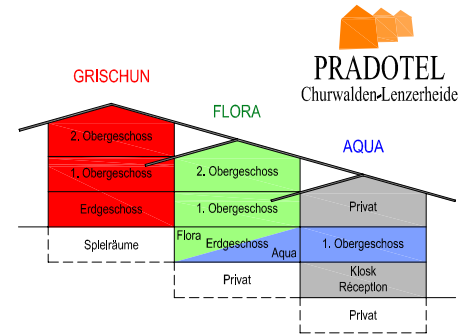 PRADOTEL
Churwalden-Lenzerheide
GRISCHUN
FLORA
AQUA
2. Obergeschoss
1. Obergeschoss
Erdgeschoss
Spielräume
2. Obergeschoss
1. Obergeschoss
Flora
Erdgeschoss
Aqua
Privat
Privat
1. Obergeschoss
Kiosk
Réception
Privat